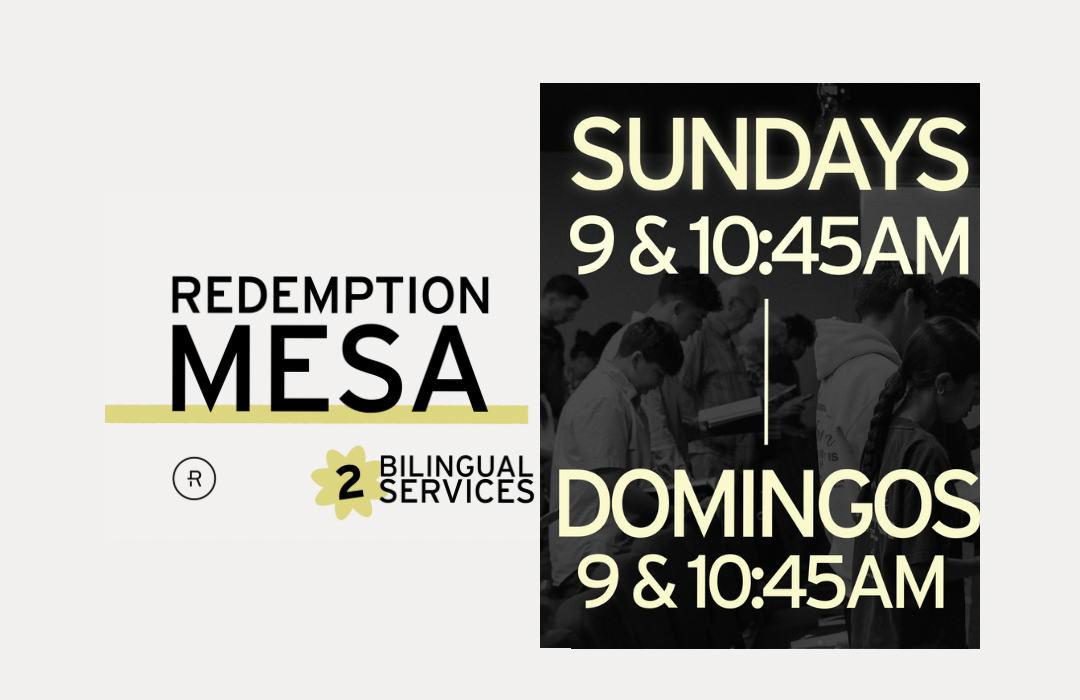 REDEMPTION
MESA
R
2 BILINGUAL
SERVICES
SUNDAYS
9 & 10:45AM
DOMINGOS
9 & 10:45AM